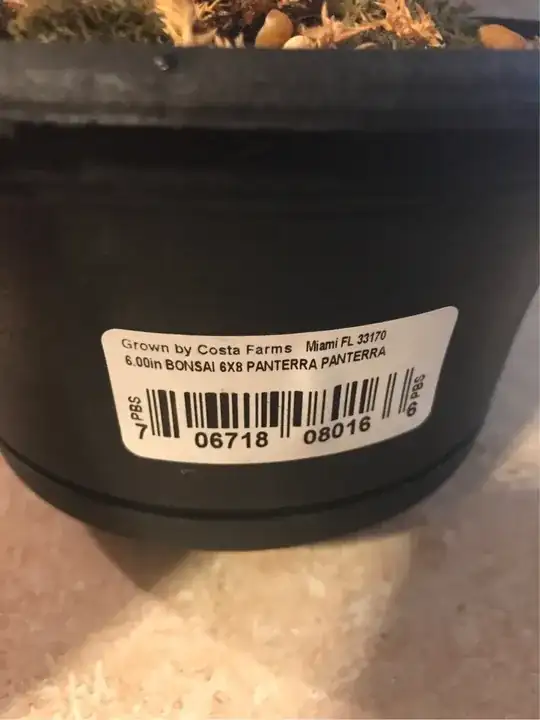 Grown by Costa Farms Miami FL 33170
6.00in BONSAI 6X8 PANTERRA PANTERRA
PBS PBS
7 06718 08016 6